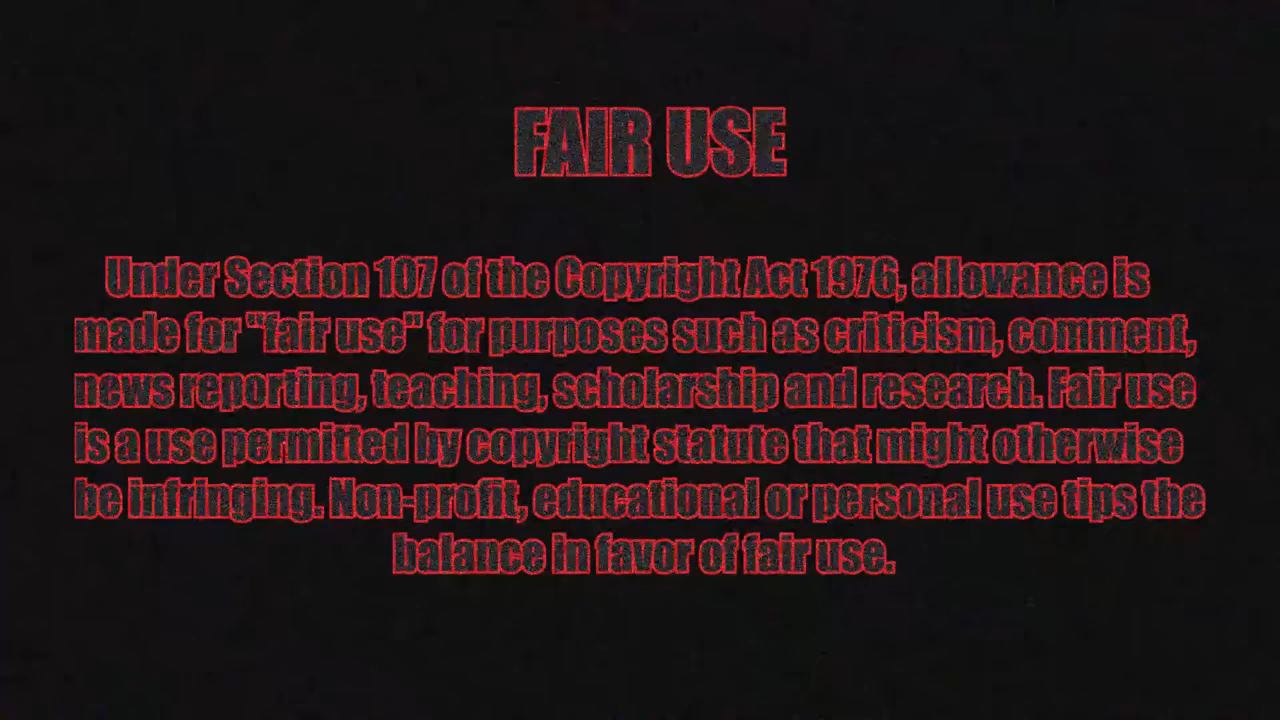 FAIR USE
Under Section 107 of the Copyright Act 1976, allowance is
made for "fair use" for purposes such as criticism, comment,
news reporting, teaching, scholarship and research. Fair use
is a use permitted by copyright statute that might otherwise
be infringing. Non-profit, educational or personal use tips the
balance in favor of fair use.